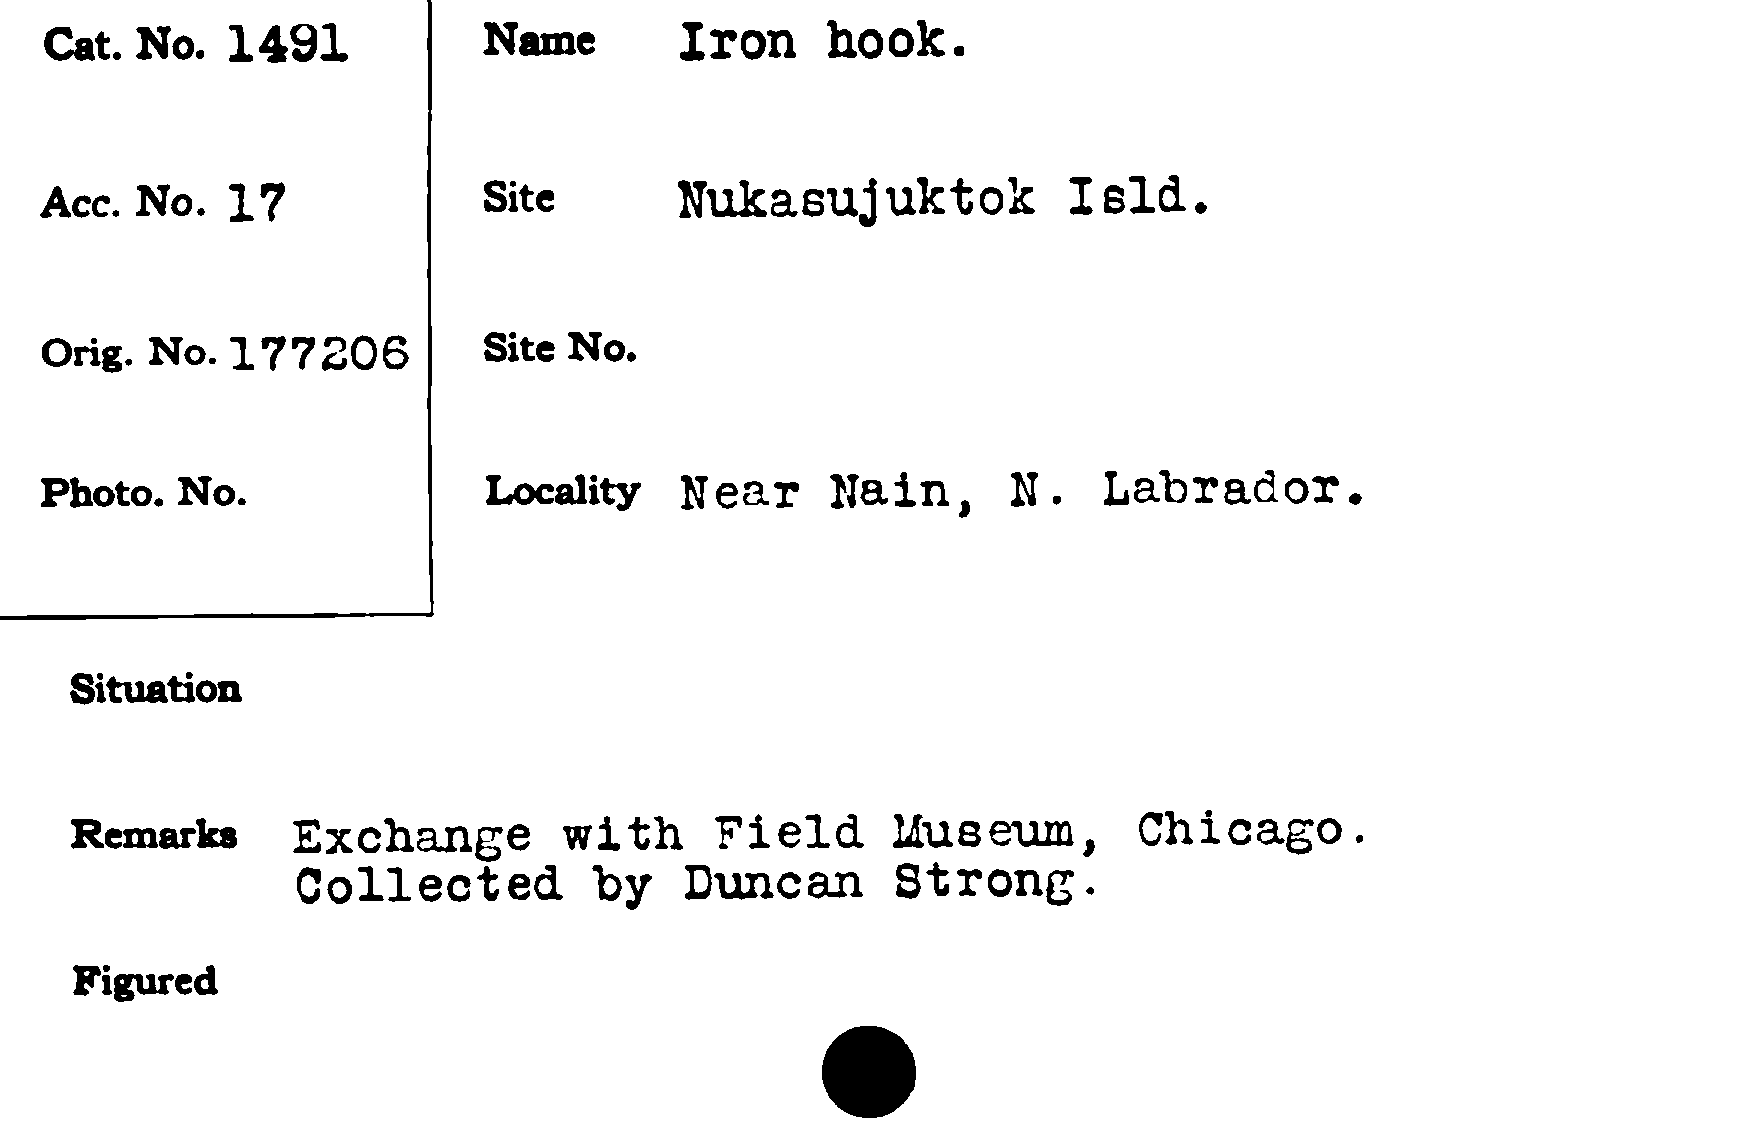 Cat. No. 1491
Acc. No. 17
Orig. No. 177206
Photo. No.
Name Iron hook.
Site Nukasujuktok Isld.
Site No.
Locality Near Nain, N. Labrador.
Situation
Remarks Exchange with Field Museum, Chicago.
Collected by Duncan Strong.
Figured